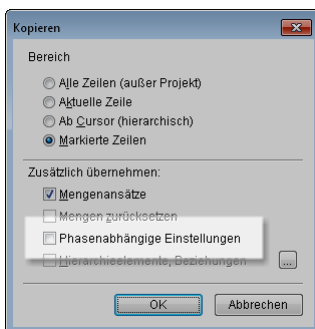 Kopieren
Bereich
Alle Zeilen (außer Projekt)
Aktuelle Zeile
Ab Cursor (hierarchisch)
Markierte Zeilen
Zusätzlich übernehmen:
Mengenansätze
Mengen zurücksetzen
Phasenabhängige Einstellungen
Hierarchieelemente, Beziehungen ...
OK Abbrechen